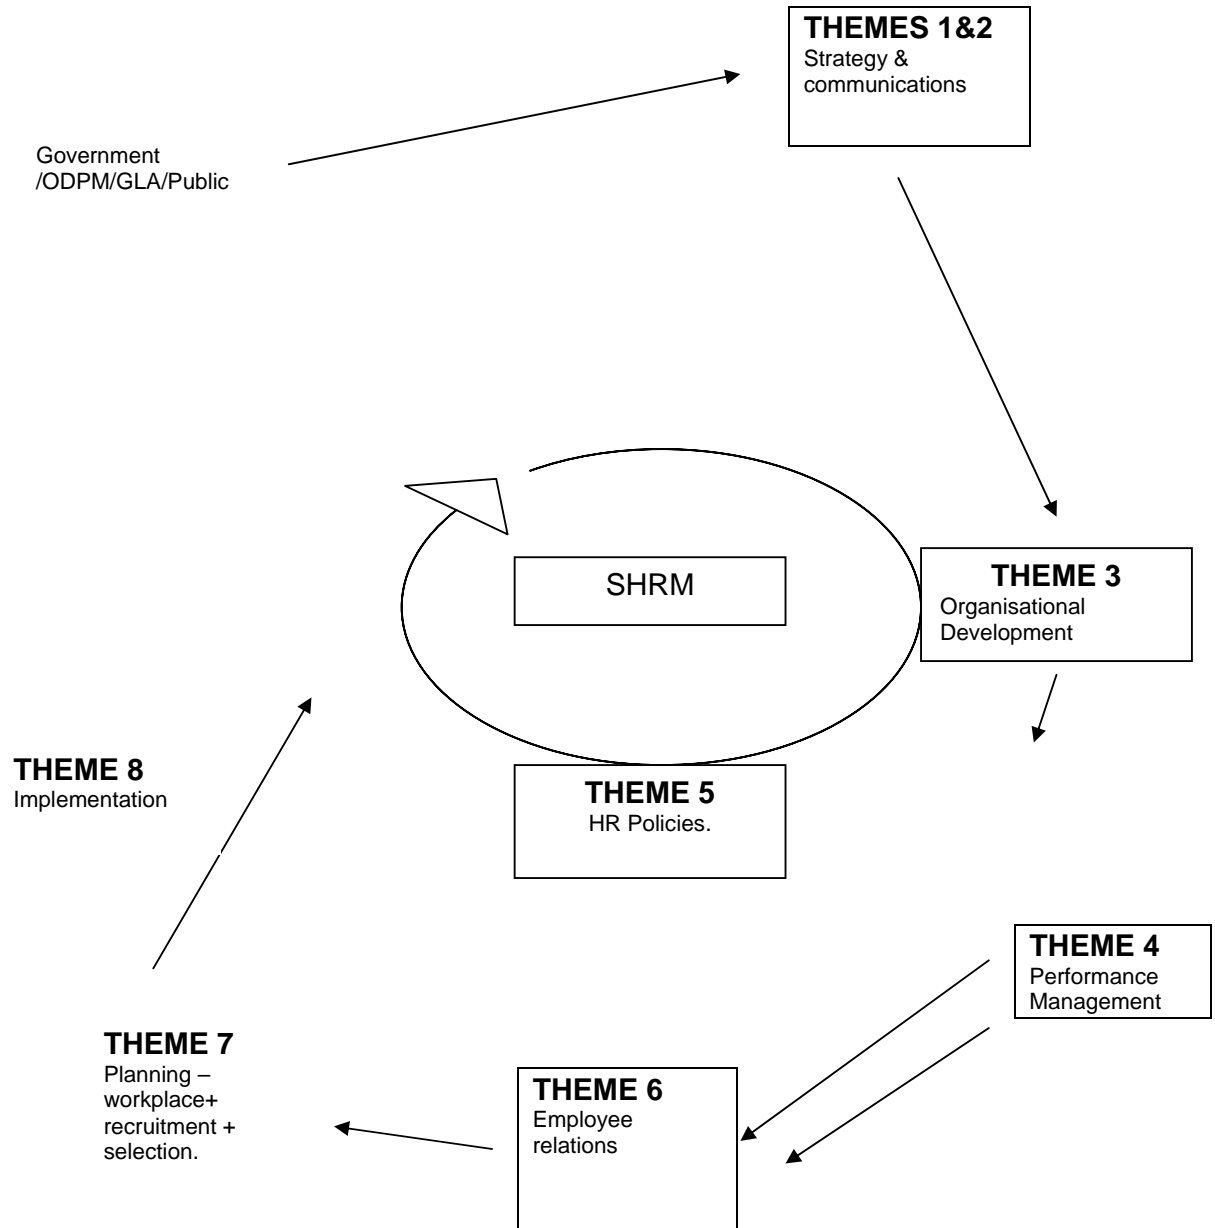 THEMES 1&2
Strategy &
communications
Government
/ODPM/GLA/Public
SHRM
THEME 3
Organisational
Development
THEME 8
Implementation
THEME 5
HR Policies.
THEME 4
Performance
Management
THEME 7
Planning –
workplace+
recruitment +
selection.
THEME 6
Employee
relations